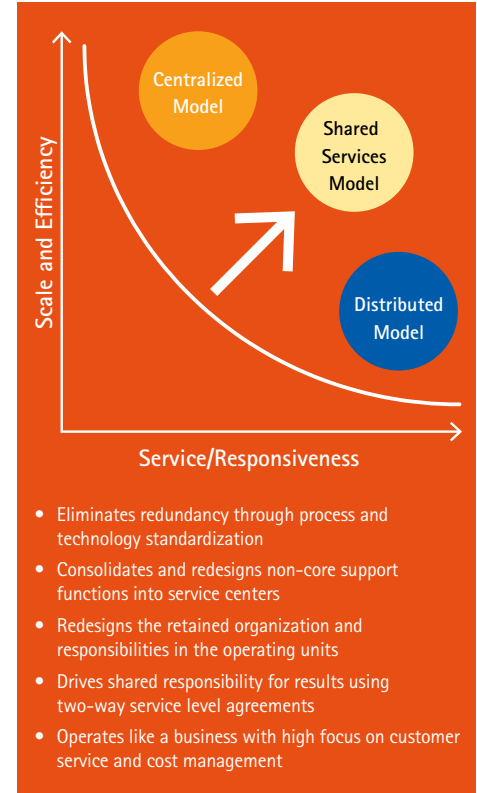 Centralized
Model
Shared
Services
Model
Distributed
Model
Scale and Efficiency
Service/Responsiveness
• Eliminates redundancy through process and
technology standardization
• Consolidates and redesigns non-core support
functions into service centers
• Redesigns the retained organization and
responsibilities in the operating units
• Drives shared responsibility for results using
two-way service level agreements
• Operates like a business with high focus on customer
service and cost management